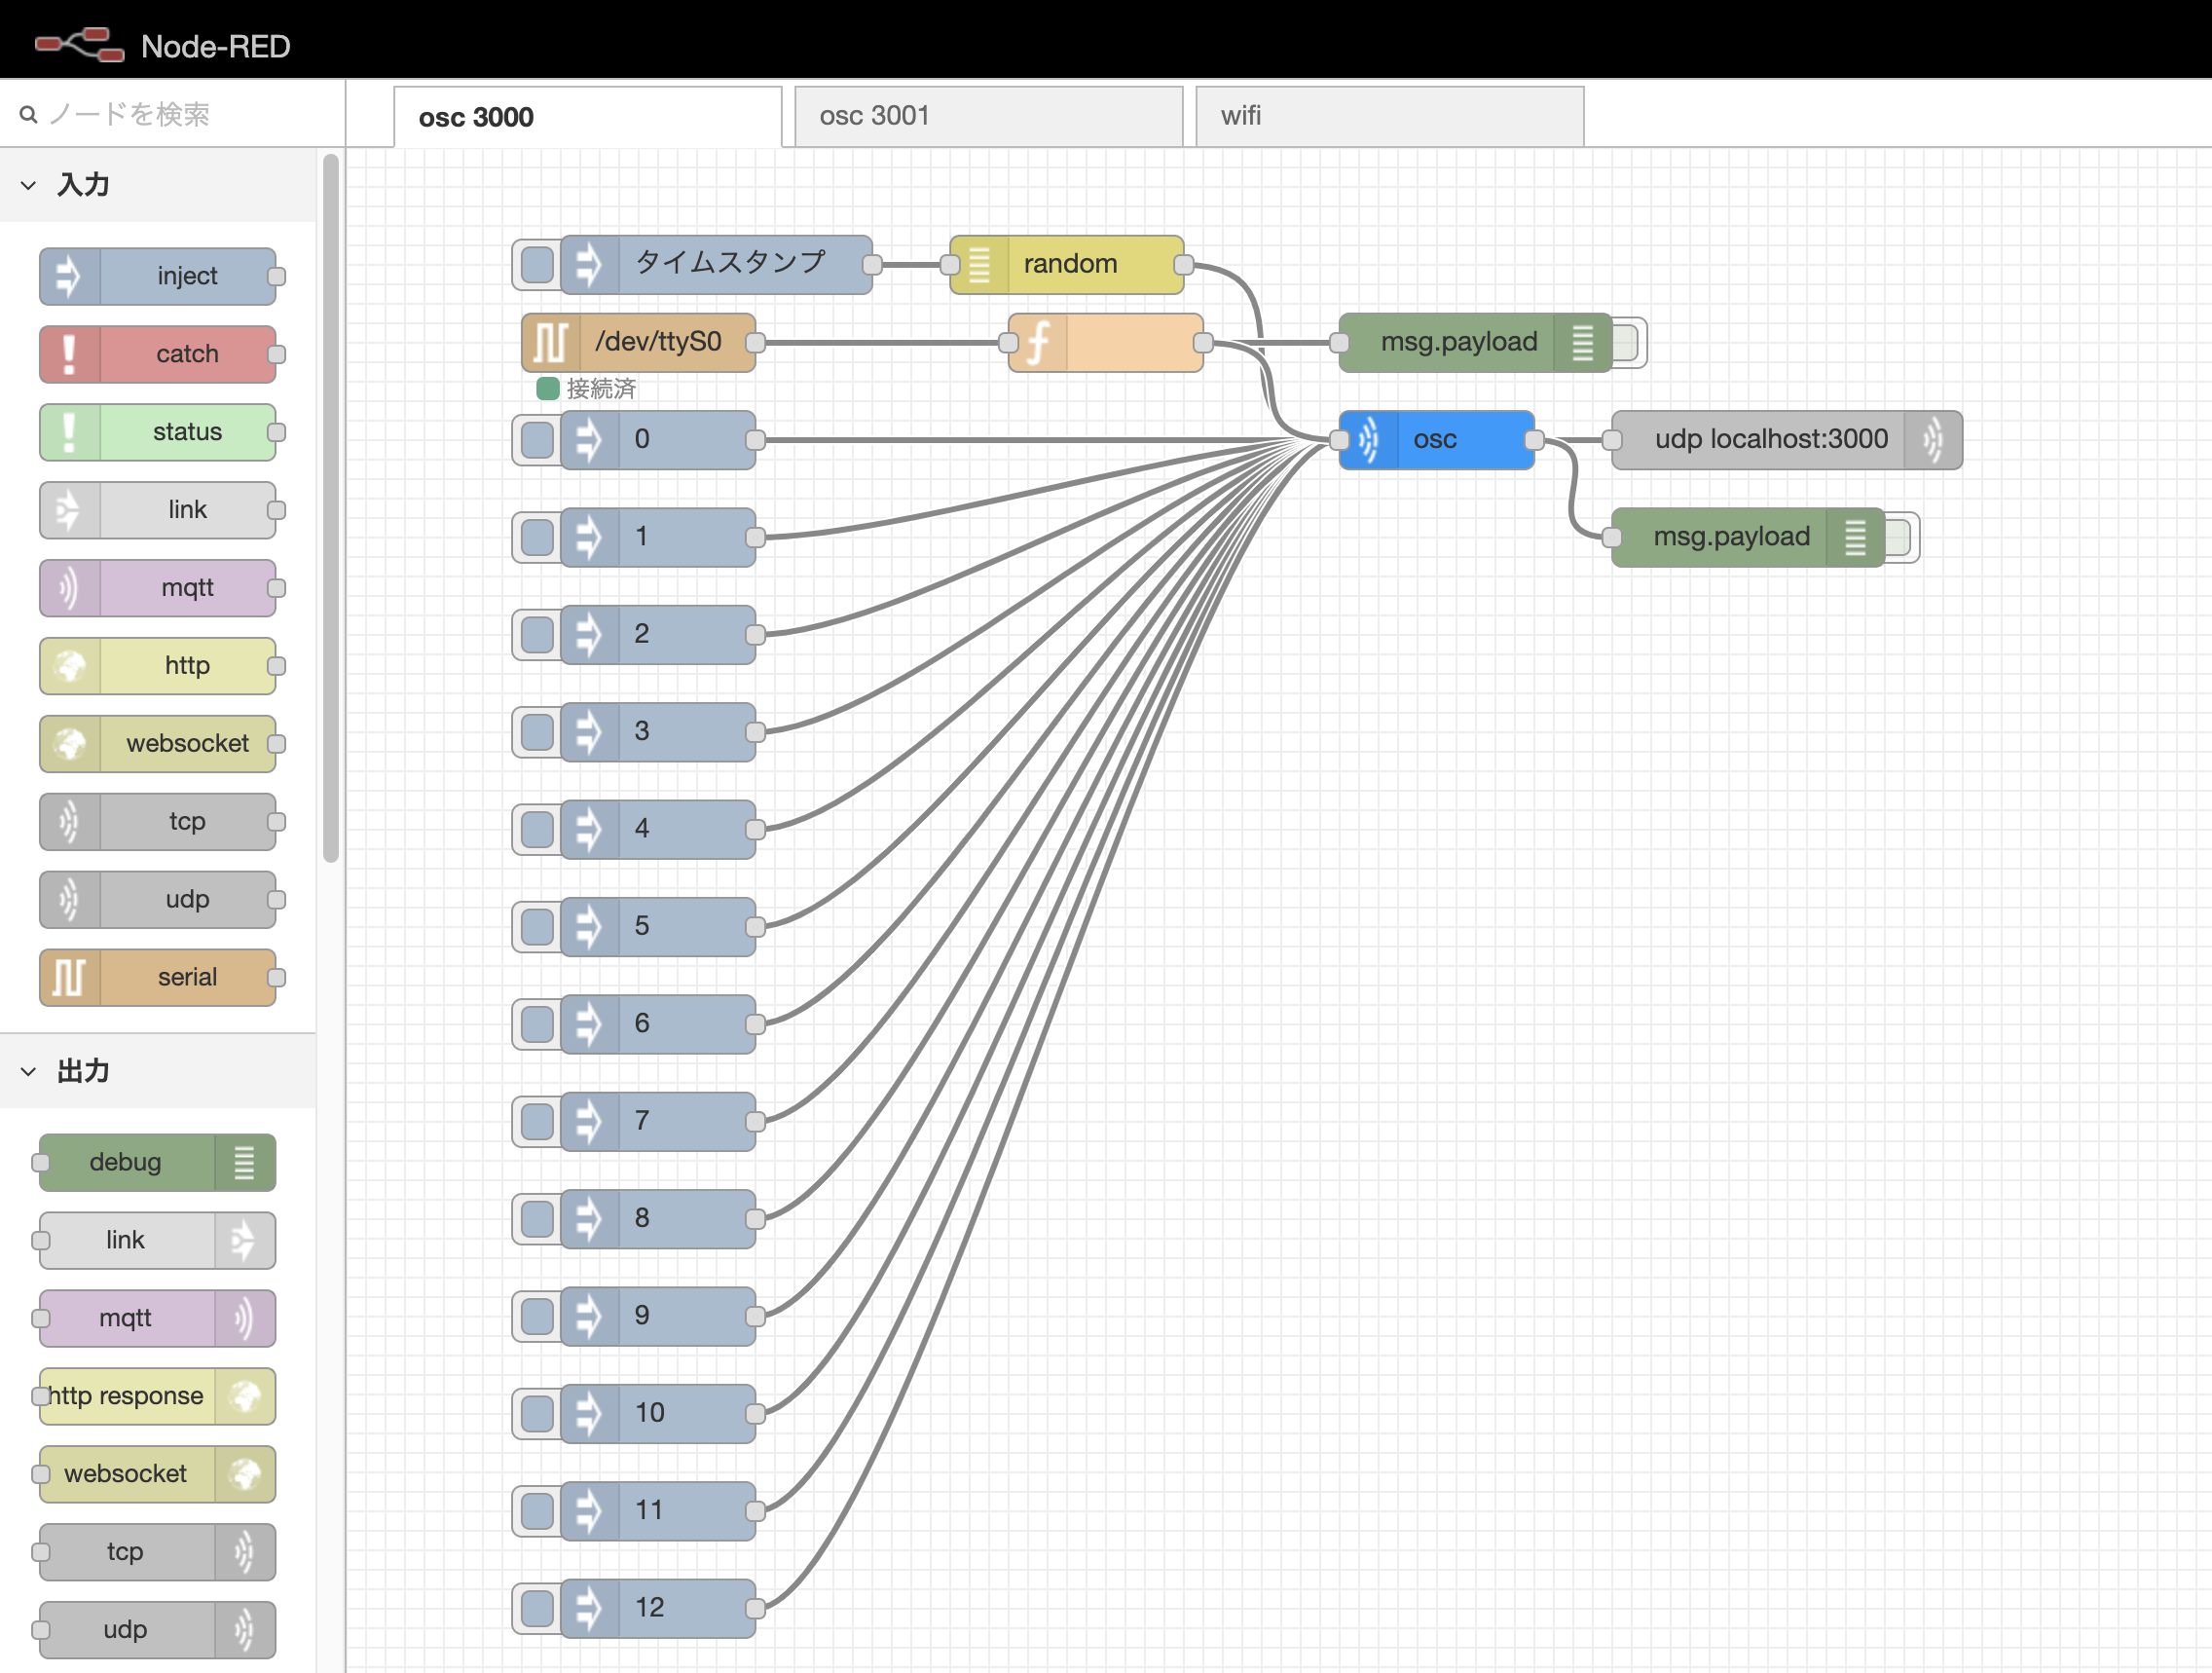 Node-RED
ノードを検索
osc 3000
osc 3001
wifi
入力
inject
catch
status
link
mqtt
http
websocket
tcp
udp
serial
出力
debug
link
mqtt
http response
websocket
tcp
udp
タイムスタンプ
random
/dev/ttyS0
msg.payload
接続済
0
osc
udp localhost:3000
1
msg.payload
2
3
4
5
6
7
8
9
10
11
12